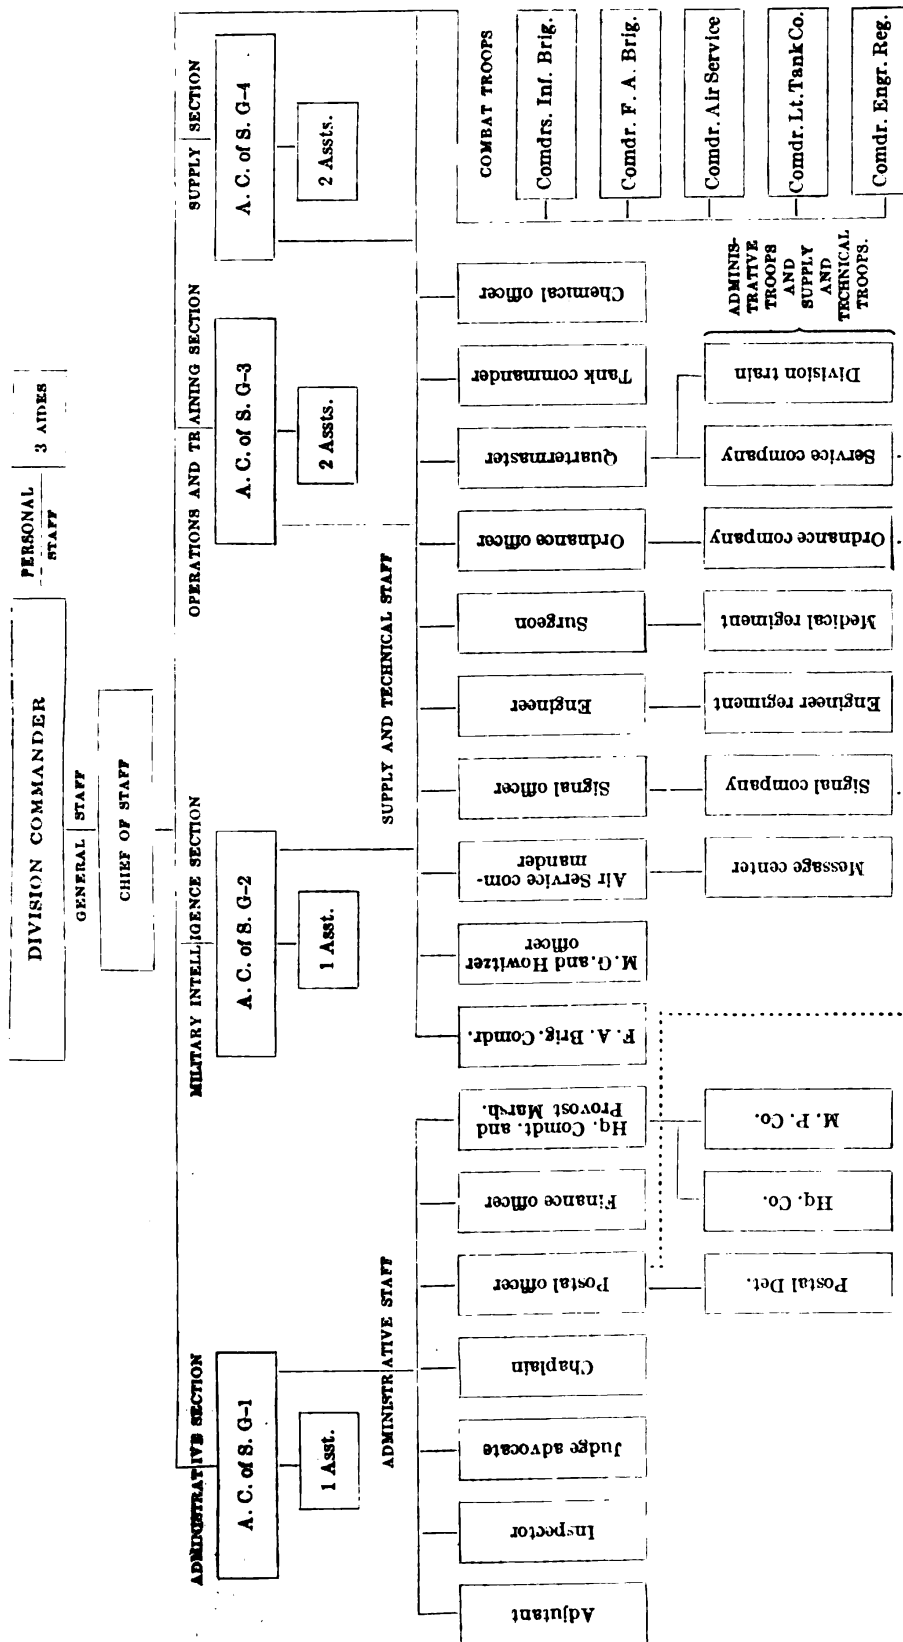 DIVISION COMMANDER
PERSONAL
STAFF
3 AIDES
GENERAL STAFF
CHIEF OF STAFF
ADMINISTRATIVE SECTION
MILITARY INTELLIGENCE SECTION
OPERATIONS AND TRAINING SECTION
SUPPLY SECTION
A. C. of S. G-1
A. C. of S. G-2
A. C. of S. G-3
A. C. of S. G-4
1 Asst.
1 Asst.
2 Assts.
2 Assts.
ADMINISTRATIVE STAFF
SUPPLY AND TECHNICAL STAFF
COMBAT TROOPS
Adjutant
Inspector
Judge advocate
Chaplain
Postal officer
Finance officer
Hq. Comdt. and
Provost Marsh.
F. A. Brig. Comdr.
M. G. and Howitzer
officer
Air Service com-
mander
Signal officer
Engineer
Surgeon
Ordnance officer
Quartermaster
Tank commander
Chemical officer
Comdrs. Inf. Brig.
Comdr. F. A. Brig.
Comdr. Air Service
Comdr. Lt. Tank Co.
Comdr. Engr. Reg.
Postal Det.
Hq. Co.
M. P. Co.
Message center
Signal company
Engineer regiment
Medical regiment
Ordnance company
Service company
Division train
ADMINIS-
TRATIVE
TROOPS
AND
SUPPLY
AND
TECHNICAL
TROOPS.